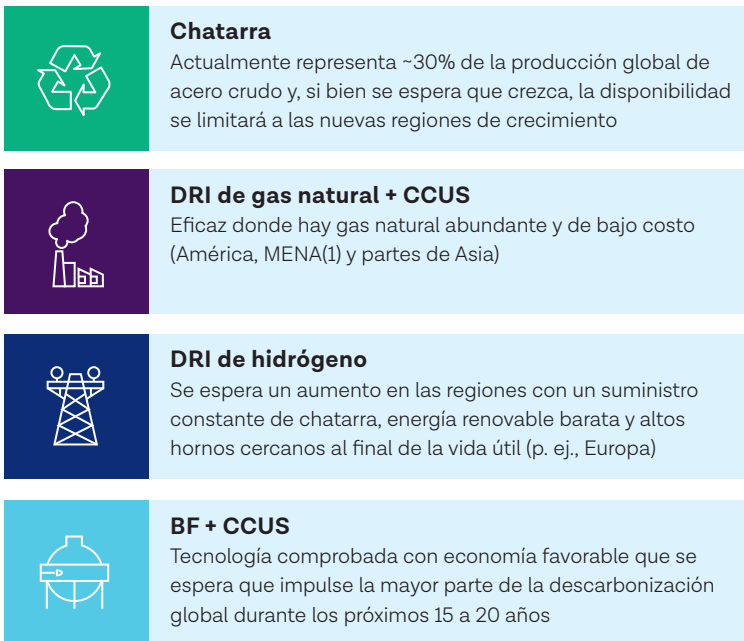 Chatarra
Actualmente representa ~30% de la producción global de
acero crudo y, si bien se espera que crezca, la disponibilidad
se limitará a las nuevas regiones de crecimiento
DRI de gas natural + CCUS
Eficaz donde hay gas natural abundante y de bajo costo
(América, MENA(1) y partes de Asia)
DRI de hidrógeno
Se espera un aumento en las regiones con un suministro
constante de chatarra, energía renovable barata y altos
hornos cercanos al final de la vida útil (p. ej., Europa)
BF + CCUS
Tecnología comprobada con economía favorable que se
espera que impulse la mayor parte de la descarbonización
global durante los próximos 15 a 20 años